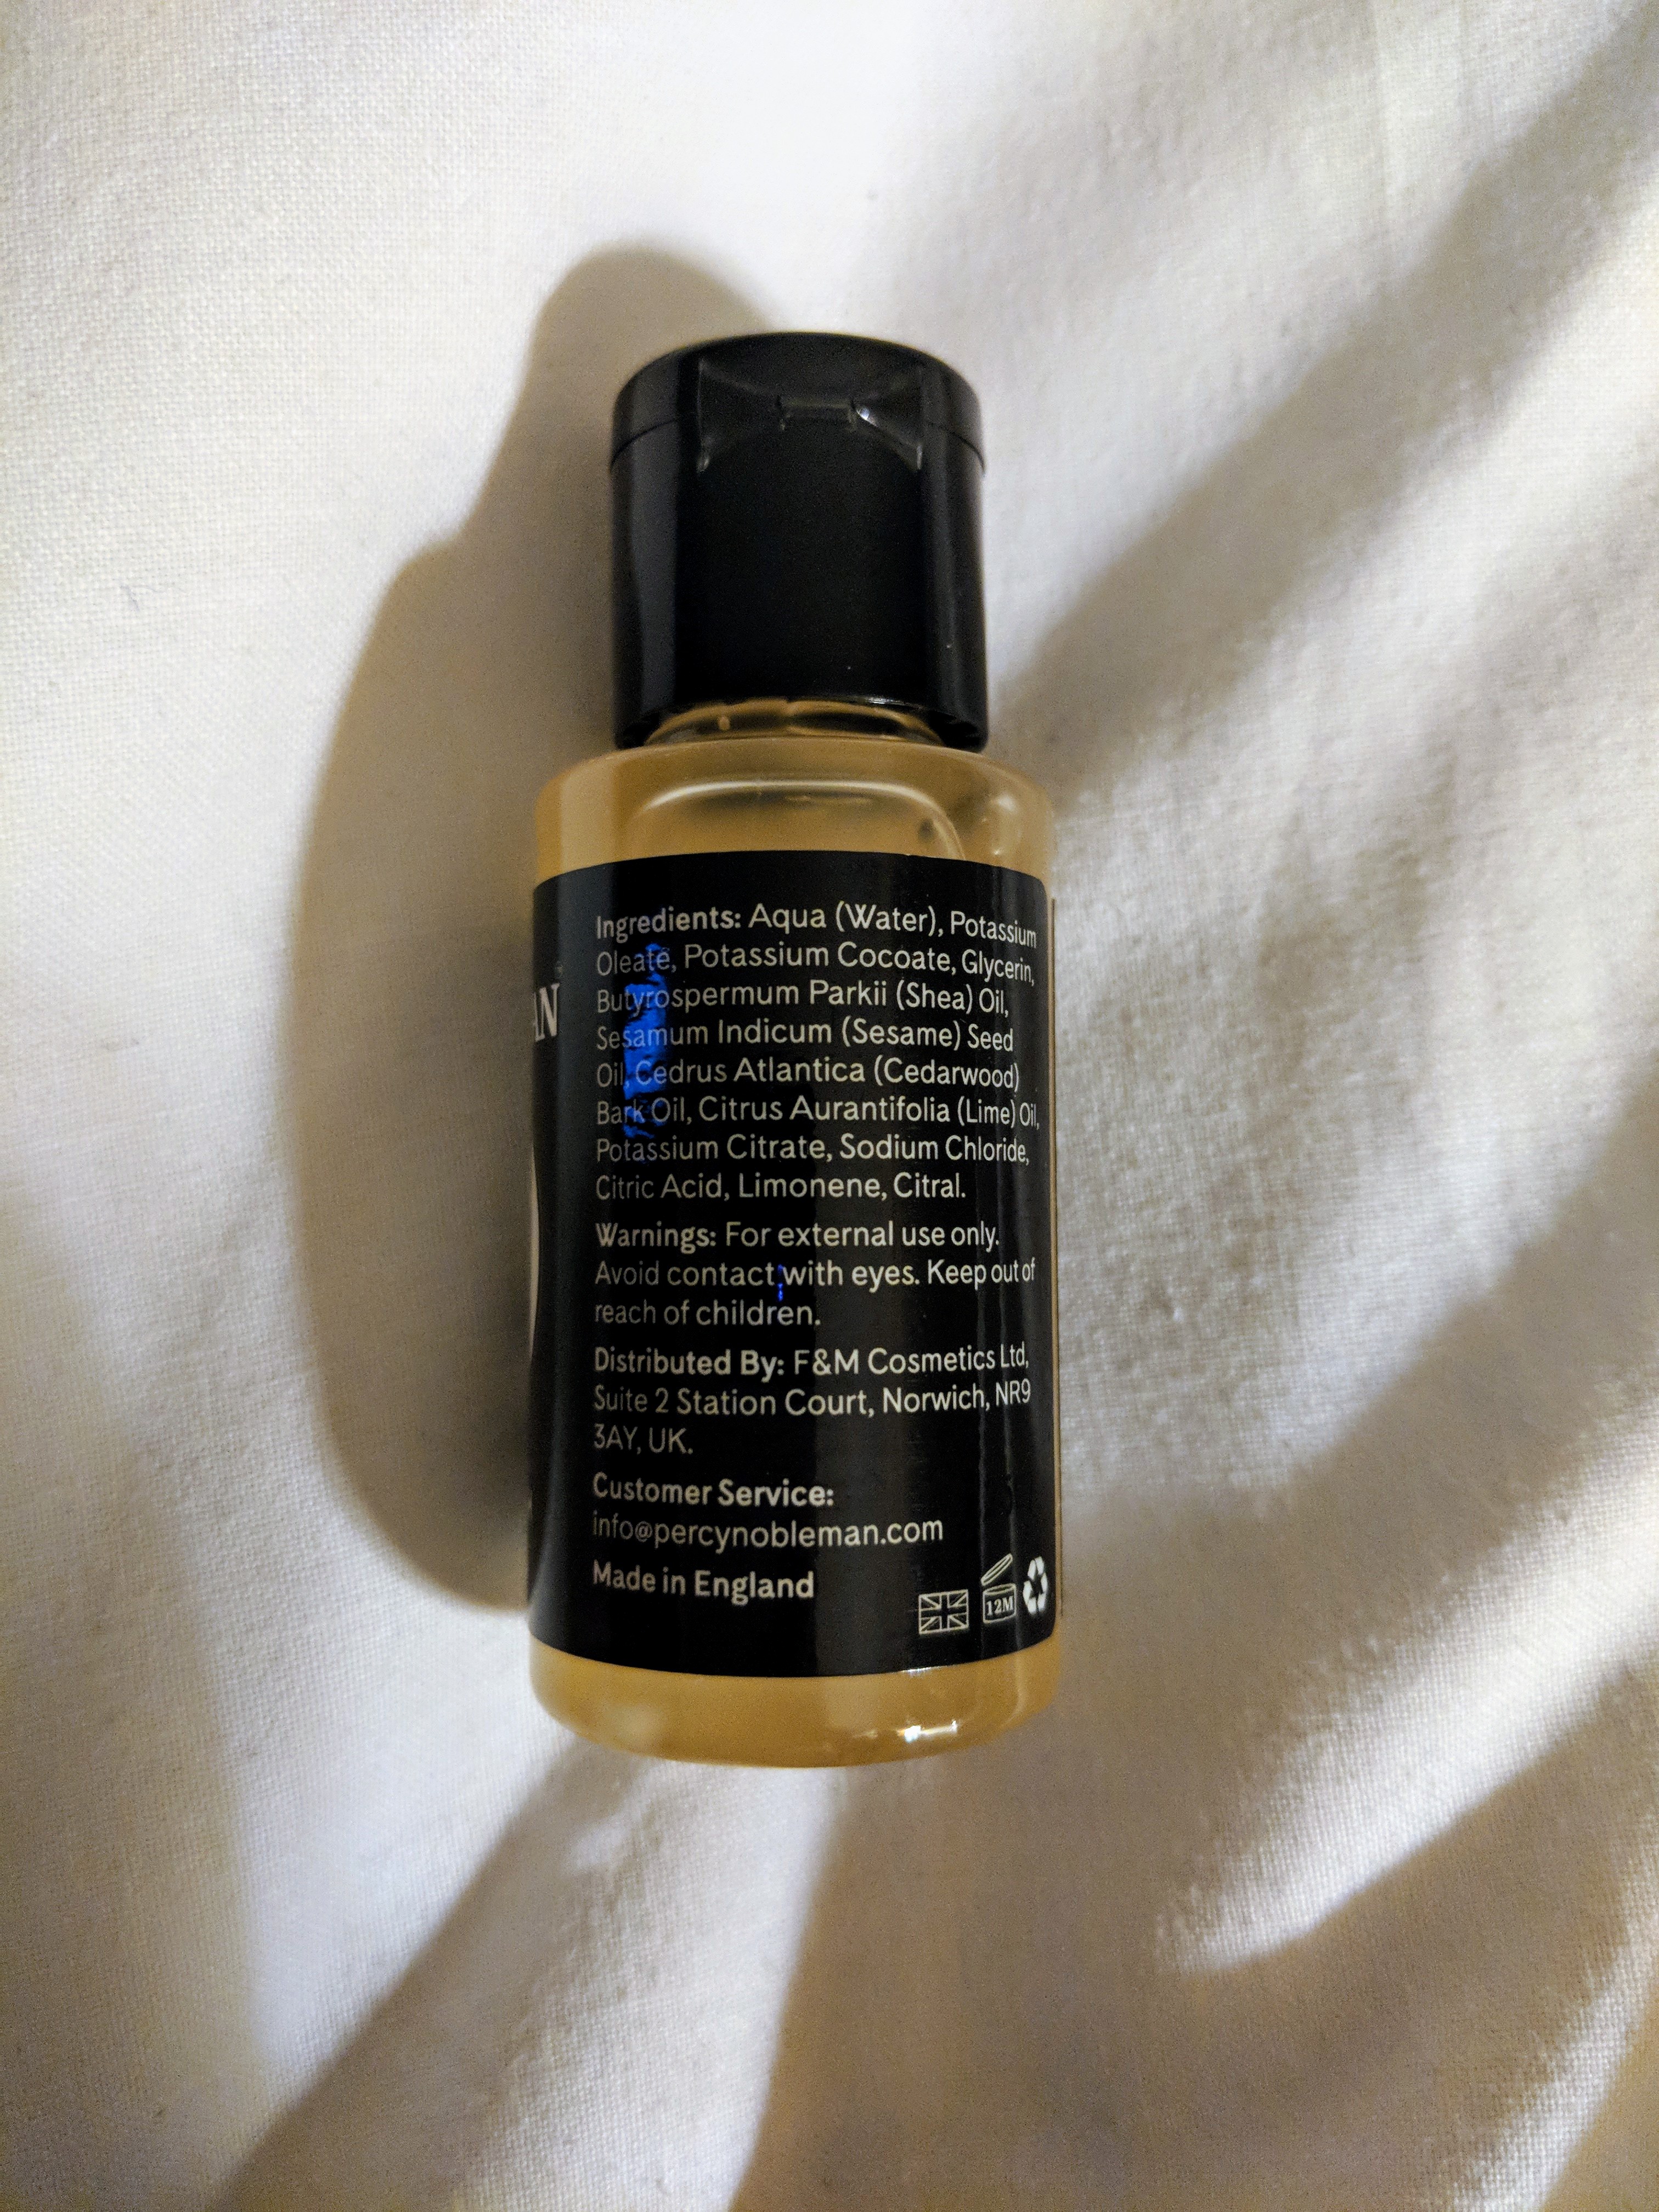 AN
Ingredients: Aqua (Water), Potassium
Oleate, Potassium Cocoate, Glycerin,
Butyrospermum Parkii (Shea) Oil,
Sesamum Indicum (Sesame) Seed
Oil, Cedrus Atlantica (Cedarwood)
Bark Oil, Citrus Aurantifolia (Lime) Oil,
Potassium Citrate, Sodium Chloride,
Citric Acid, Limonene, Citral.
Warnings: For external use only.
Avoid contact with eyes. Keep out of
reach of children.
Distributed By: F&M Cosmetics Ltd,
Suite 2 Station Court, Norwich, NR9
3AY, UK.
Customer Service:
info@percynobleman.com
Made in England
12M